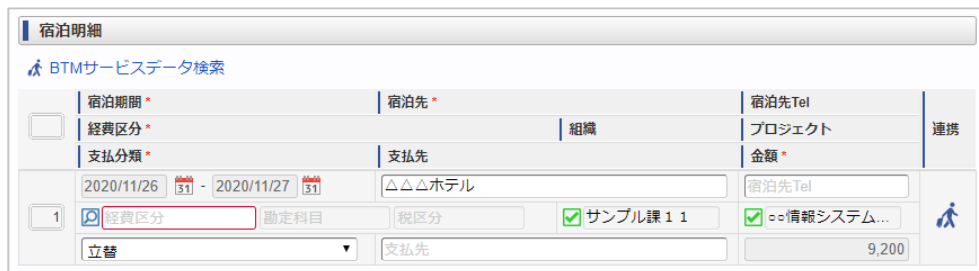 宿泊明細
BTMサービスデータ検索
宿泊期間 * 宿泊先 * 宿泊先Tel
経費区分 * 組織 プロジェクト 連携
支払分類 * 支払先 金額 *
2020/11/26 31 - 2020/11/27 31 △△△ホテル 宿泊先Tel
1 経費区分 勘定科目 税区分 サンプル課11 ○○情報システム...
立替 ▼ 支払先 9,200